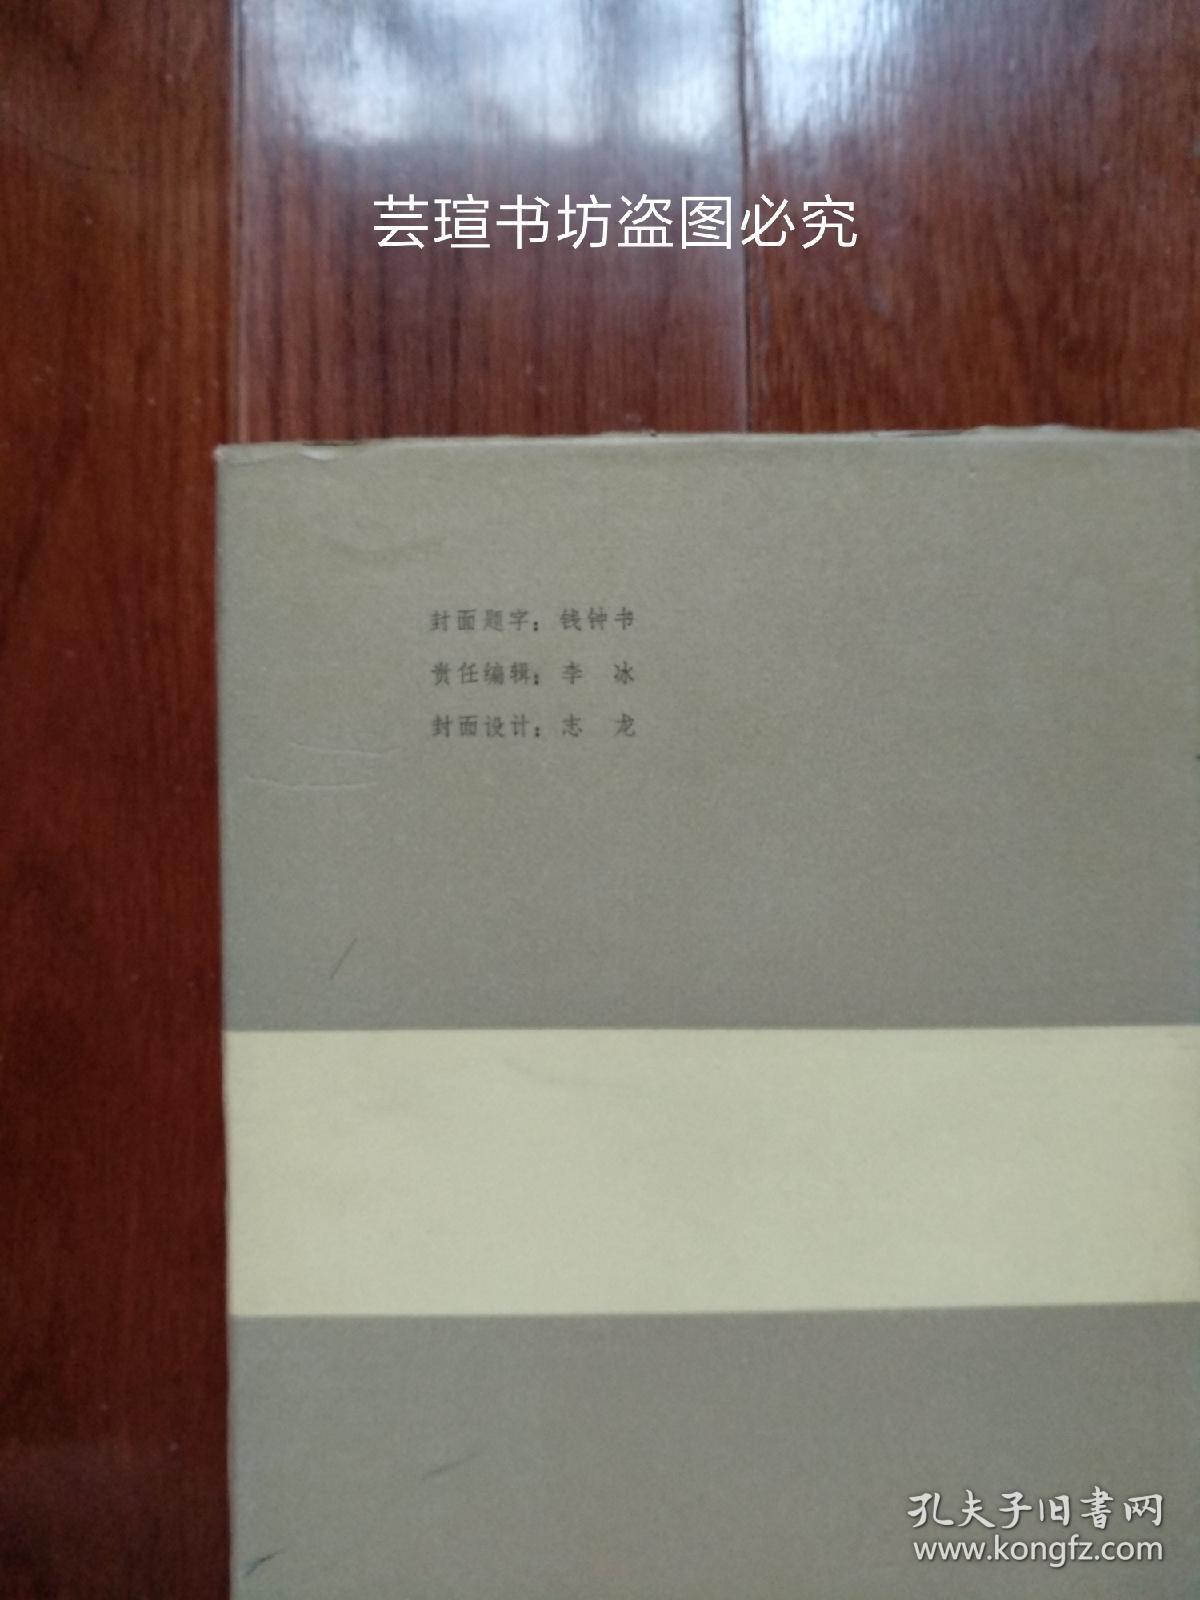 芸瑄书坊盗图必究
封面题字：钱钟书
责任编辑：李　冰
封面设计：志　龙
孔夫子旧書网
www.kongfz.com